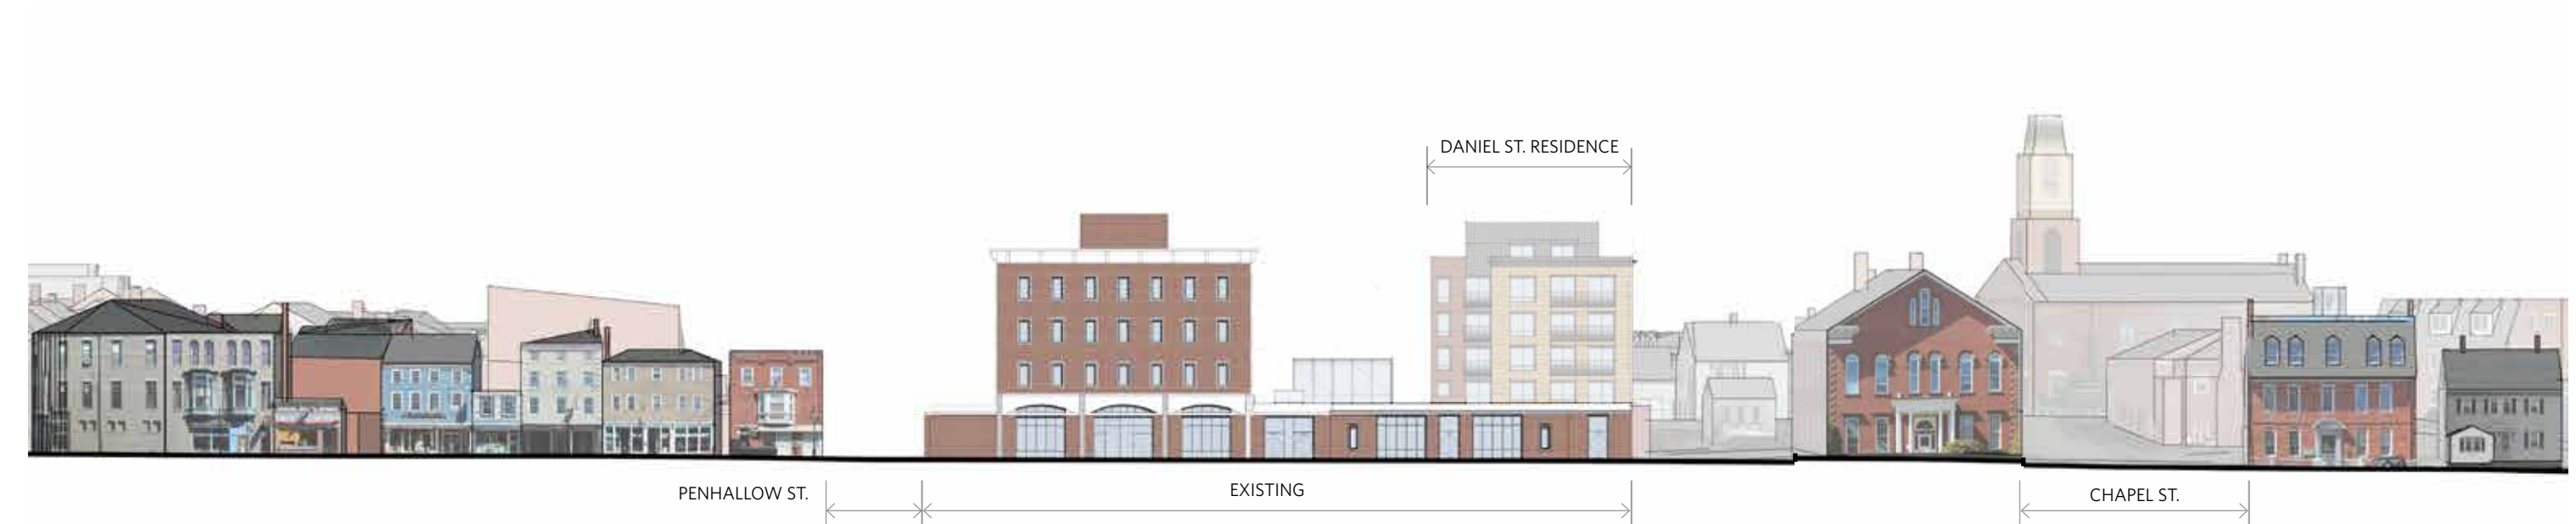 DANIEL ST. RESIDENCE
PENHALLOW ST.
EXISTING
CHAPEL ST.